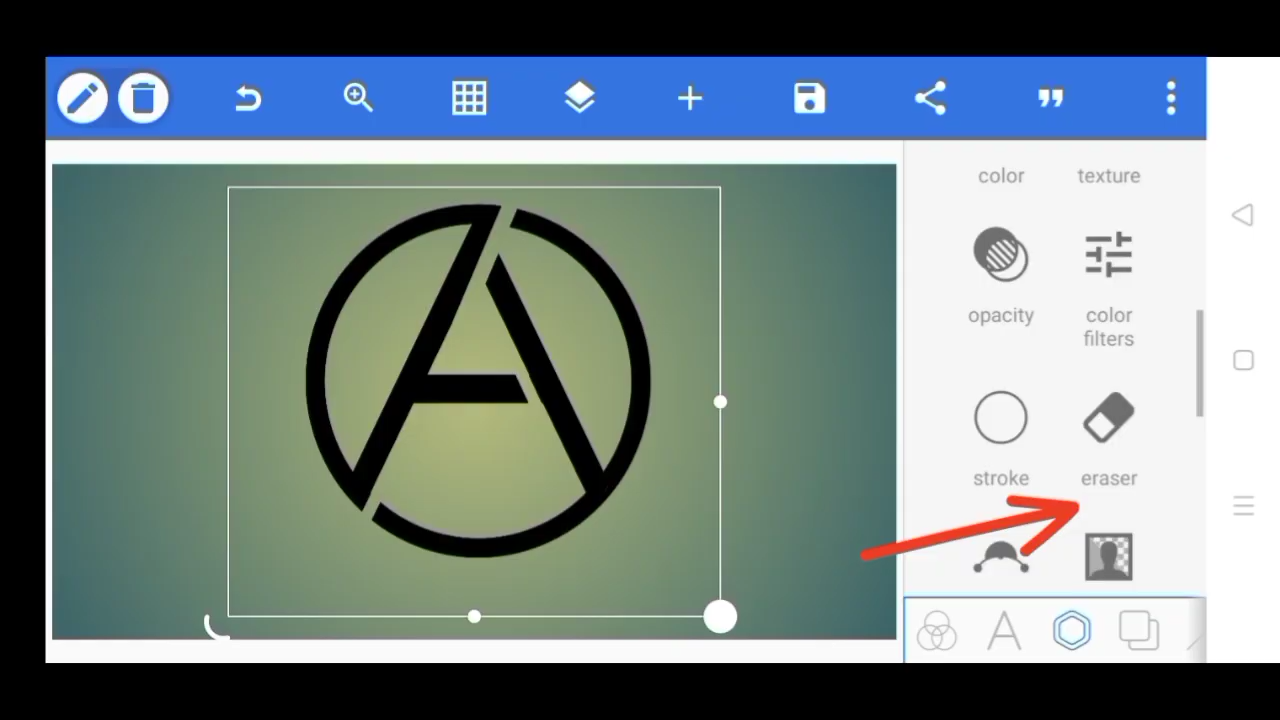 color texture
opacity color
filters
stroke eraser
A